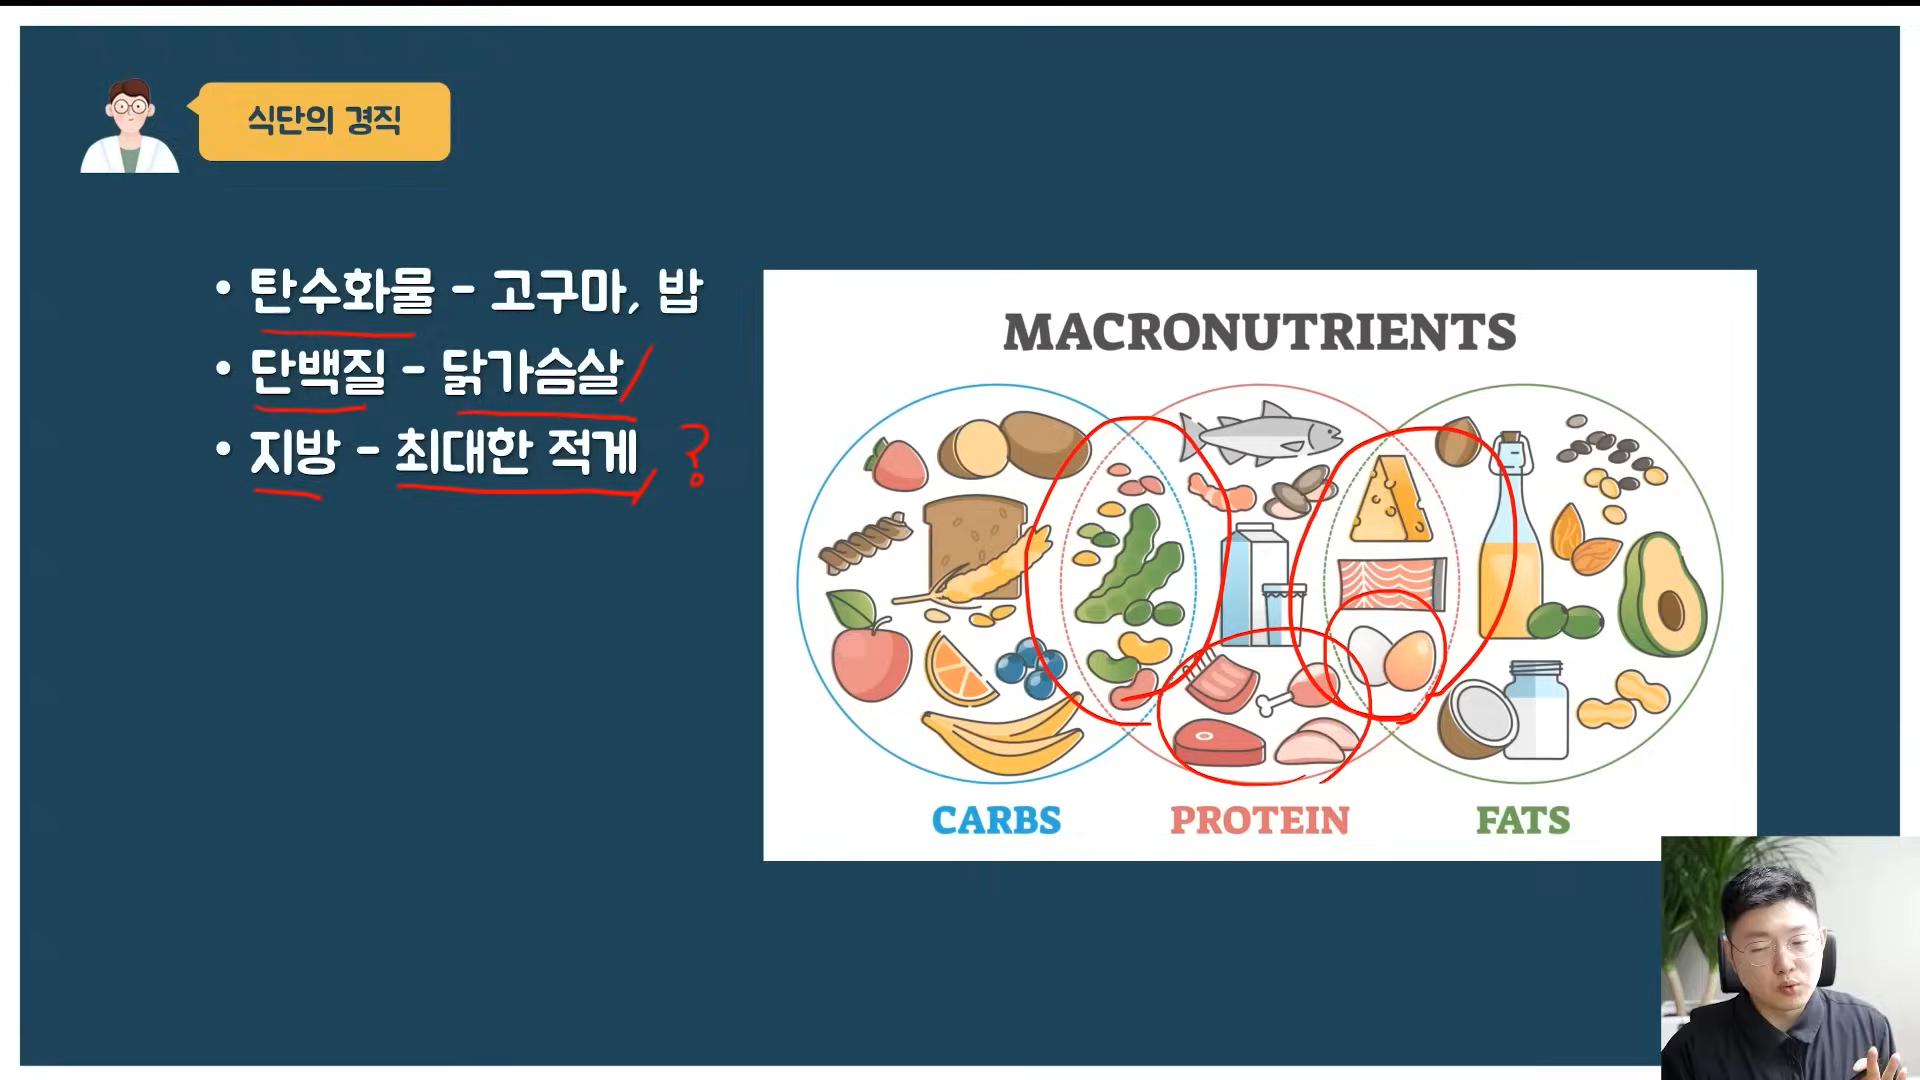 식단의 경직
• 탄수화물 - 고구마, 밥
• 단백질 - 닭가슴살
• 지방 - 최대한 적게 ?
MACRONUTRIENTS
CARBS
PROTEIN
FATS